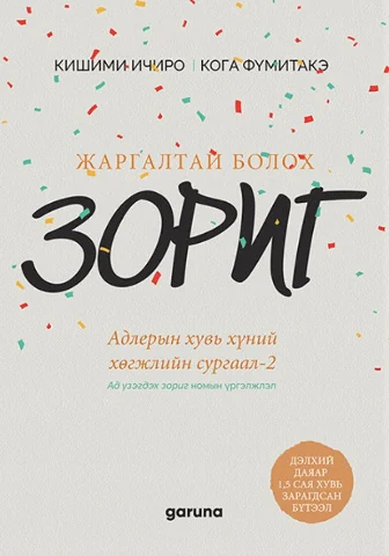 КИШИМИ ИЧИРО | КОГА ФҮМИТАКЭ
ЖАРГАЛТАЙ БОЛОХ
ЗОРИГ
Адлерын хувь хүний
хөгжлийн сургаал-2
Ад үзэгдэх зориг номын үргэлжлэл
ДЭЛХИЙ
ДАЯАР
1,5 САЯ ХУВЬ
ЗАРАГДСАН
БҮТЭЭЛ
garuna